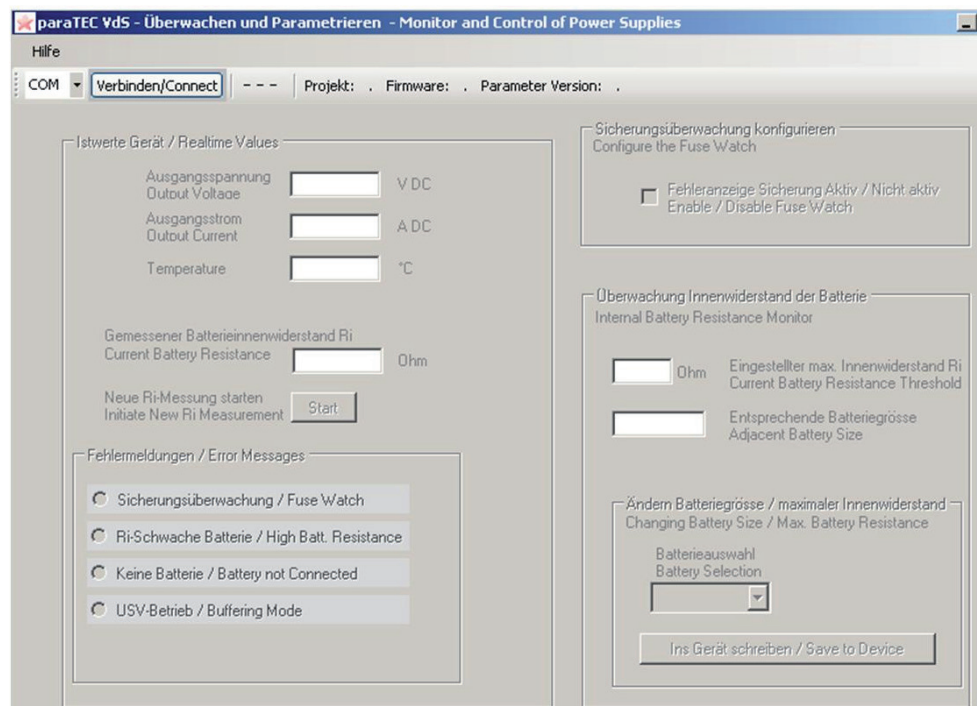 paraTEC VdS - Überwachen und Parametrieren - Monitor and Control of Power Supplies
Hilfe
COM Verbinden/Connect - - - Projekt: . Firmware: . Parameter Version: .
Istwerte Gerät / Realtime Values
Ausgangsspannung
Output Voltage
V DC
Ausgangsstrom
Output Current
A DC
Temperature
°C
Gemessener Batterieinnenwiderstand Ri
Current Battery Resistance
Ohm
Neue Ri-Messung starten
Initiate New Ri Measurement
Start
Fehlermeldungen / Error Messages
Sicherungsüberwachung / Fuse Watch
Ri-Schwache Batterie / High Batt. Resistance
Keine Batterie / Battery not Connected
USV-Betrieb / Buffering Mode
Sicherungsüberwachung konfigurieren
Configure the Fuse Watch
Fehleranzeige Sicherung Aktiv / Nicht aktiv
Enable / Disable Fuse Watch
Überwachung Innenwiderstand der Batterie
Internal Battery Resistance Monitor
Ohm
Eingestellter max. Innenwiderstand Ri
Current Battery Resistance Threshold
Entsprechende Batteriegrösse
Adjacent Battery Size
Ändern Batteriegrösse / maximaler Innenwiderstand
Changing Battery Size / Max. Battery Resistance
Batterieauswahl
Battery Selection
Ins Gerät schreiben / Save to Device